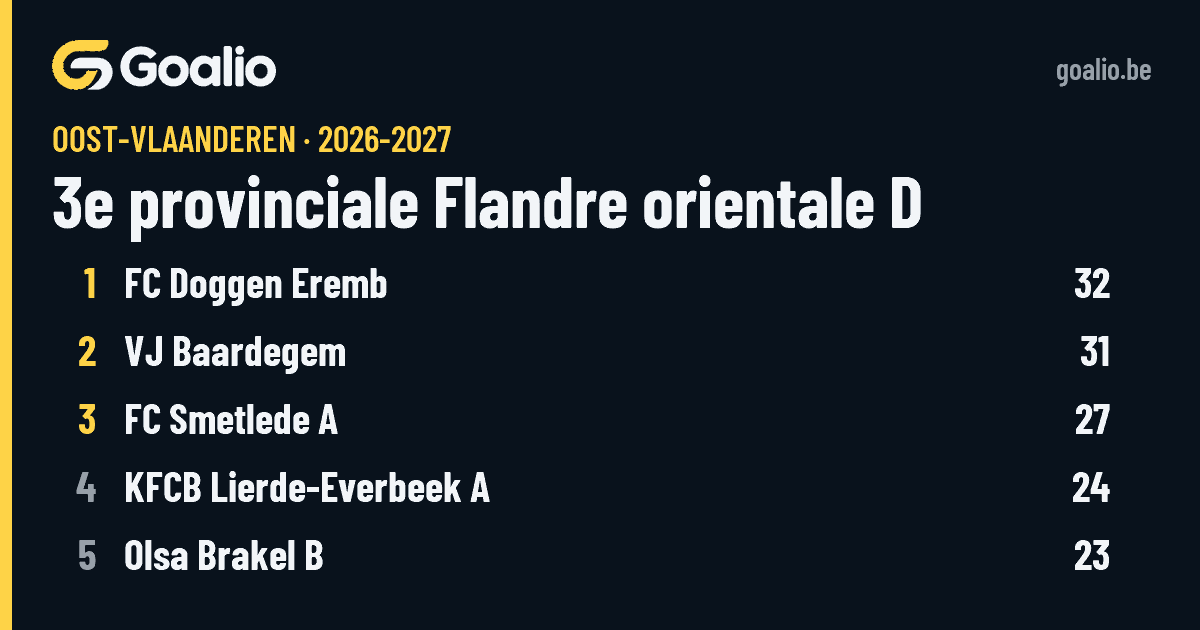 Goalio
goalio.be
OOST-VLAANDEREN · 2026-2027
3e provinciale Flandre orientale D
1 FC Doggen Eremb 32
2 VJ Baardegem 31
3 FC Smetlede A 27
4 KFCB Lierde-Everbeek A 24
5 Olsa Brakel B 23